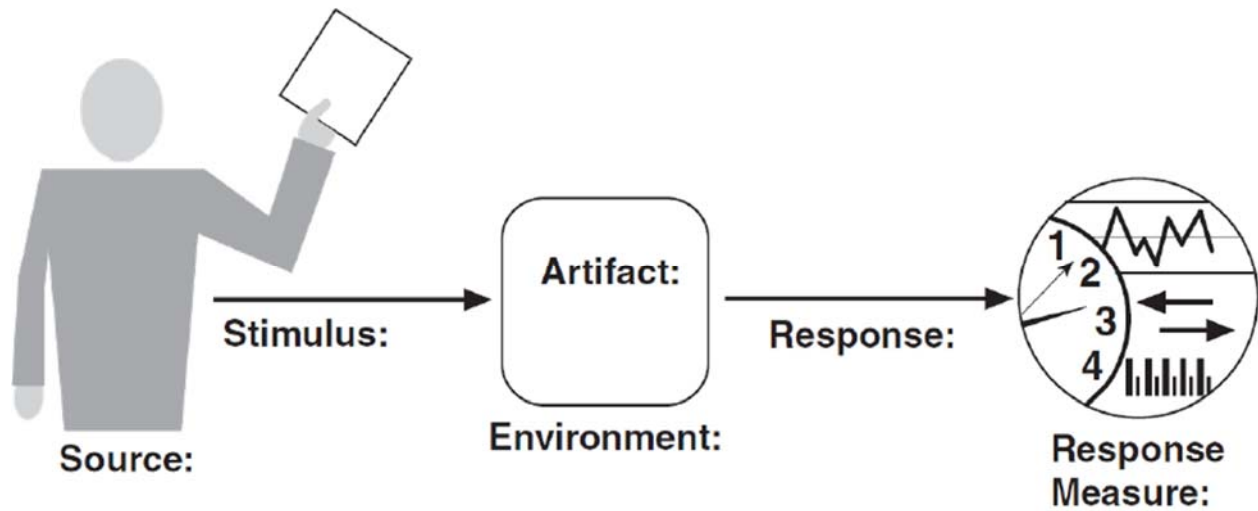 Source:
Stimulus:
Artifact:
Environment:
Response:
1
2
3
4
Response
Measure: